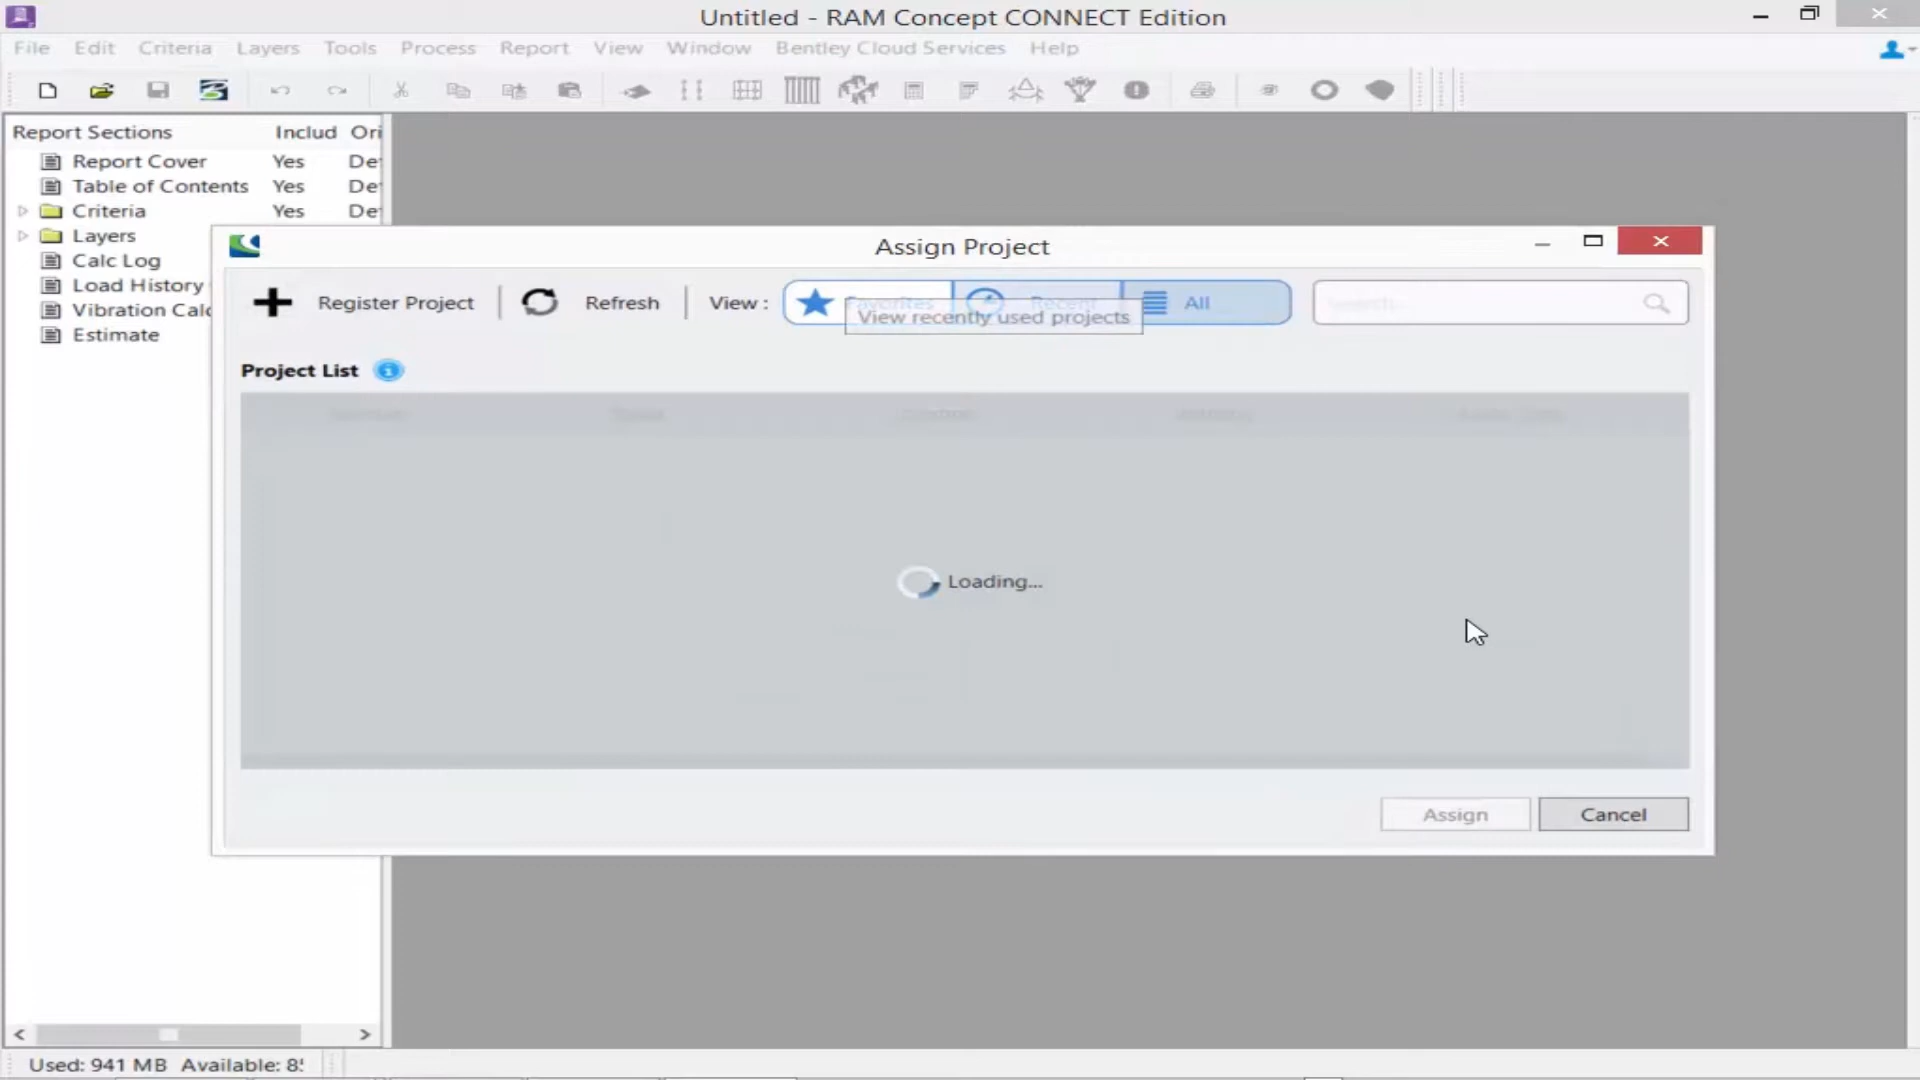 Untitled - RAM Concept CONNECT Edition
File Edit Criteria Layers Tools Process Report View Window Bentley Cloud Services Help
Report Sections Includ Ori
Report Cover Yes De
Table of Contents Yes De
Criteria Yes De
Layers
Calc Log
Load History
Vibration Calc
Estimate
Assign Project
Register Project Refresh View : Favorites Recent All Search
View recently used projects
Project List
Loading...
Assign Cancel
Used: 941 MB Available: 8